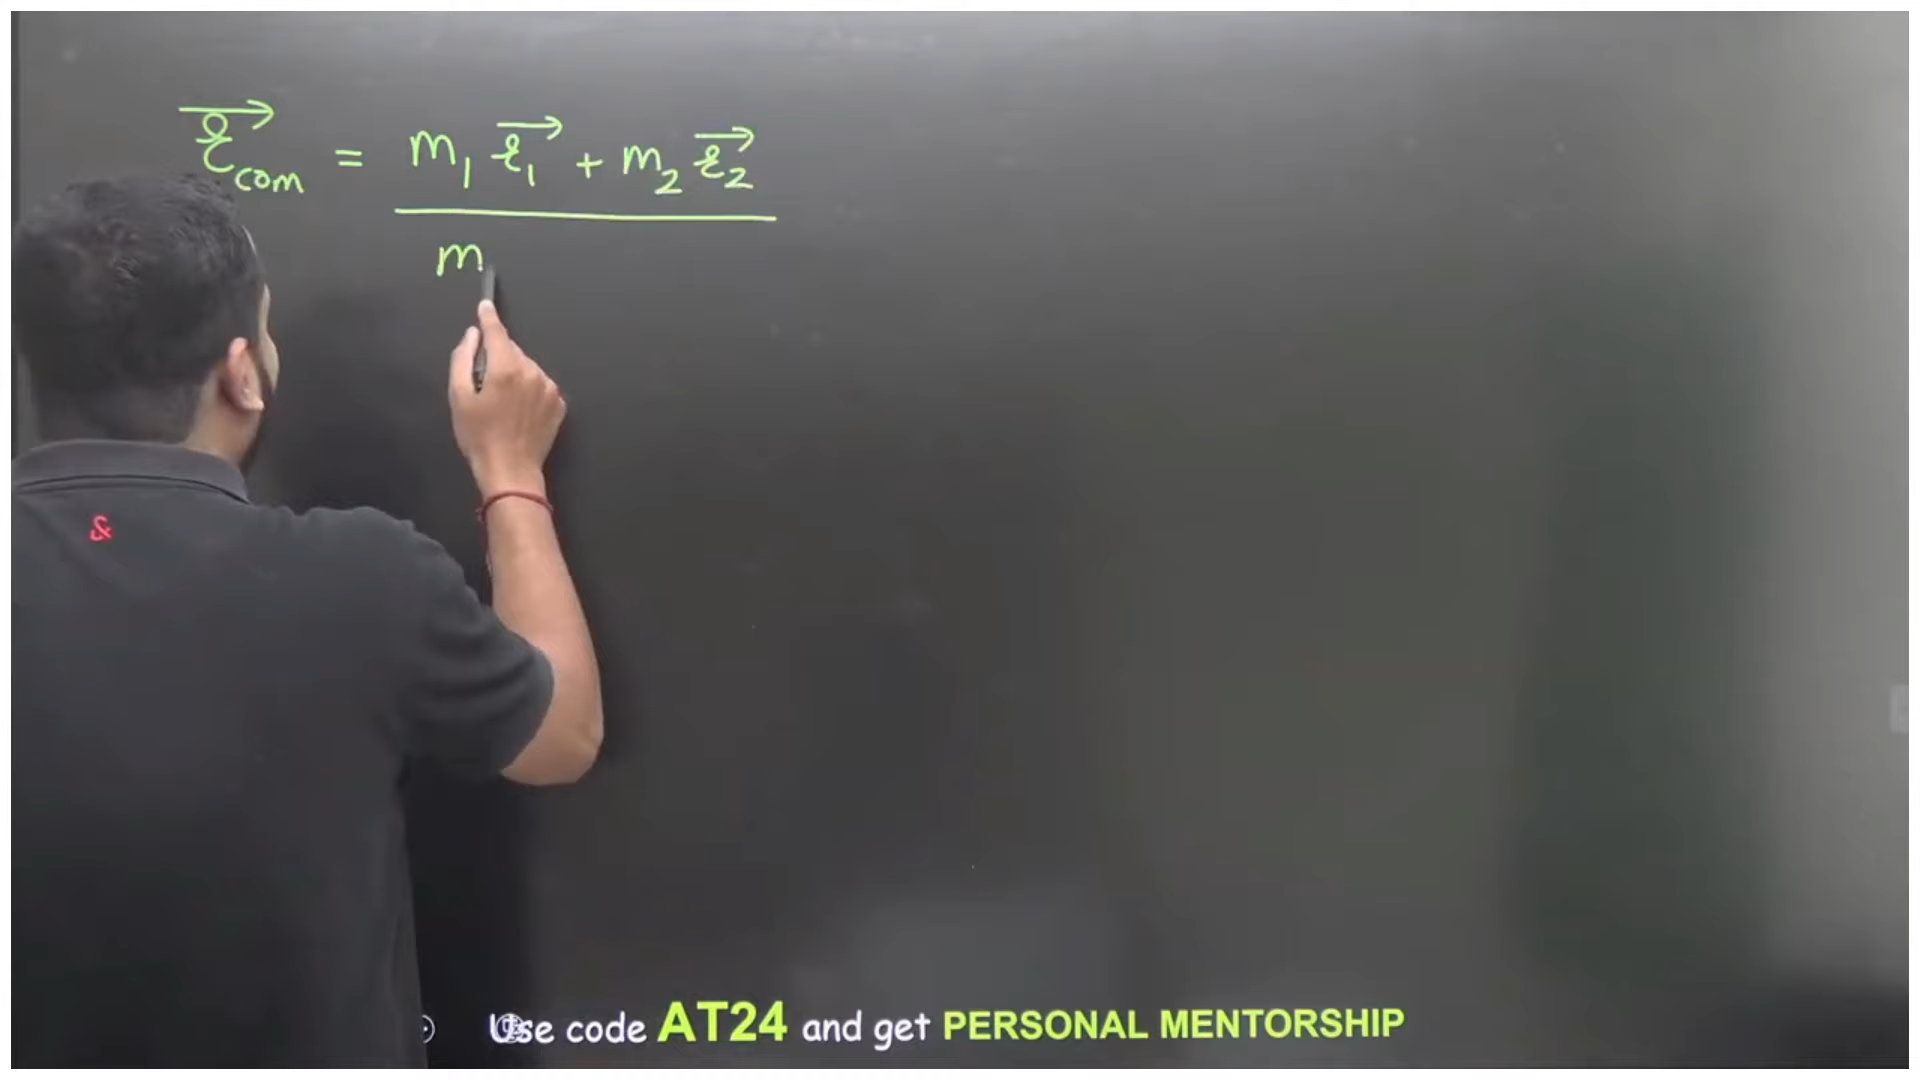 r⃗com = m₁ r⃗₁ + m₂ r⃗₂
m
&
Use code AT24 and get PERSONAL MENTORSHIP